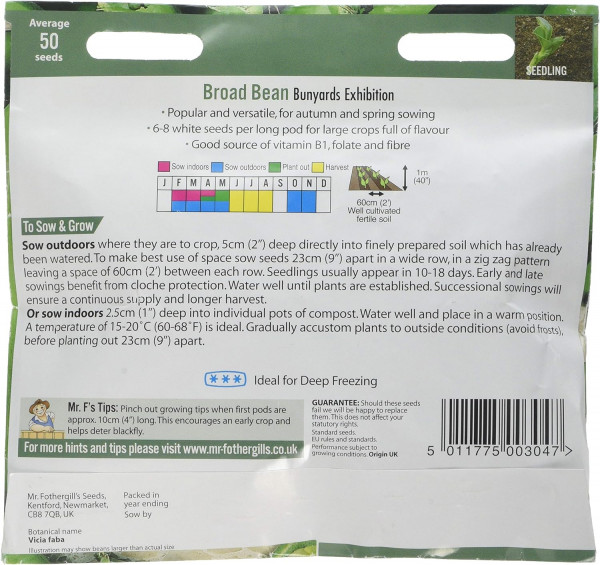 Average
50
seeds
SEEDLING
Broad Bean Bunyards Exhibition
• Popular and versatile, for autumn and spring sowing
• 6-8 white seeds per long pod for large crops full of flavour
• Good source of vitamin B1, folate and fibre
Sow indoors Sow outdoors Plant out Harvest
J F M A M J J A S O N D
1m
(40")
60cm (2')
Well cultivated
fertile soil
To Sow & Grow
Sow outdoors where they are to crop, 5cm (2") deep directly into finely prepared soil which has already
been watered. To make best use of space sow seeds 23cm (9") apart in a wide row, in a zig zag pattern
leaving a space of 60cm (2') between each row. Seedlings usually appear in 10-18 days. Early and late
sowings benefit from cloche protection. Water well until plants are established. Successional sowings will
ensure a continuous supply and longer harvest.
Or sow indoors 2.5cm (1") deep into individual pots of compost. Water well and place in a warm position.
A temperature of 15-20˚C (60-68˚F) is ideal. Gradually accustom plants to outside conditions (avoid frosts),
before planting out 23cm (9") apart.
Ideal for Deep Freezing
Mr. F's Tips: Pinch out growing tips when first pods are
approx. 10cm (4") long. This encourages an early crop and
helps deter blackfly.
For more hints and tips please visit www.mr-fothergills.co.uk
GUARANTEE: Should these seeds
fail we will be happy to replace
them. This does not affect your
statutory rights.
Standard seeds.
EU rules and standards.
Performance subject to
growing conditions. Origin UK
5 011775 003047 >
Mr. Fothergill's Seeds,
Kentford, Newmarket,
CB8 7QB, UK
Packed in
year ending
Sow by
Botanical name
Vicia faba
Illustration may show beans larger than actual size